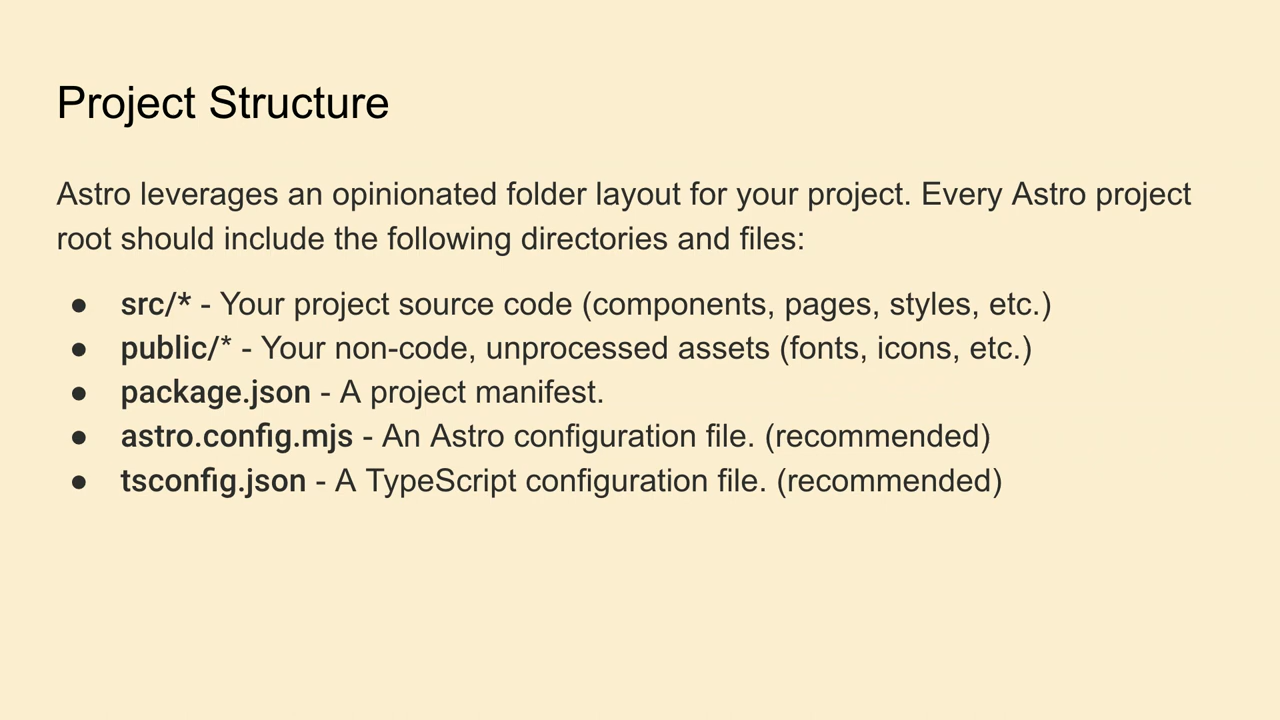 Project Structure
Astro leverages an opinionated folder layout for your project. Every Astro project
root should include the following directories and files:
● src/* - Your project source code (components, pages, styles, etc.)
● public/* - Your non-code, unprocessed assets (fonts, icons, etc.)
● package.json - A project manifest.
● astro.config.mjs - An Astro configuration file. (recommended)
● tsconfig.json - A TypeScript configuration file. (recommended)